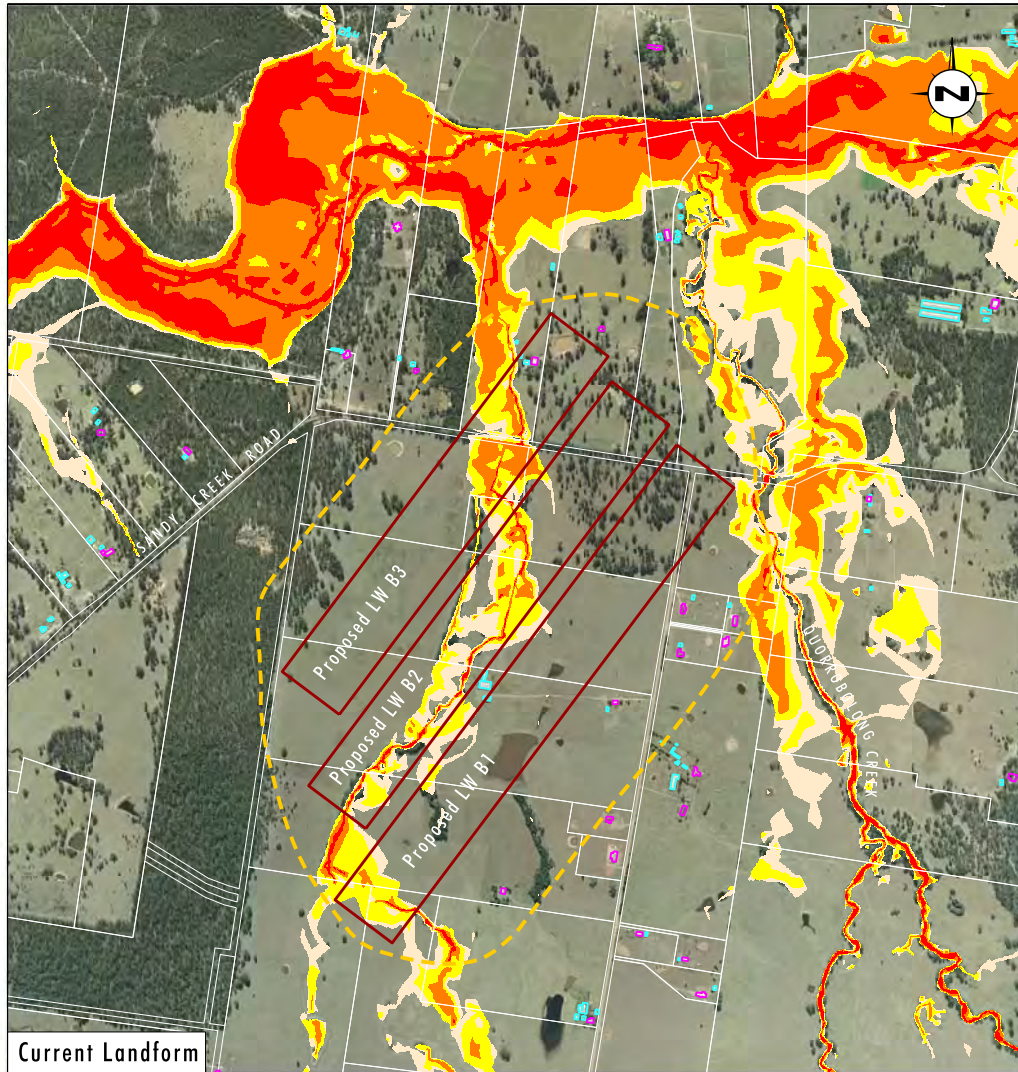 N
SANDY CREEK ROAD
Proposed LW B3
Proposed LW B2
Proposed LW B1
QUORROBOLONG CREEK
Current Landform